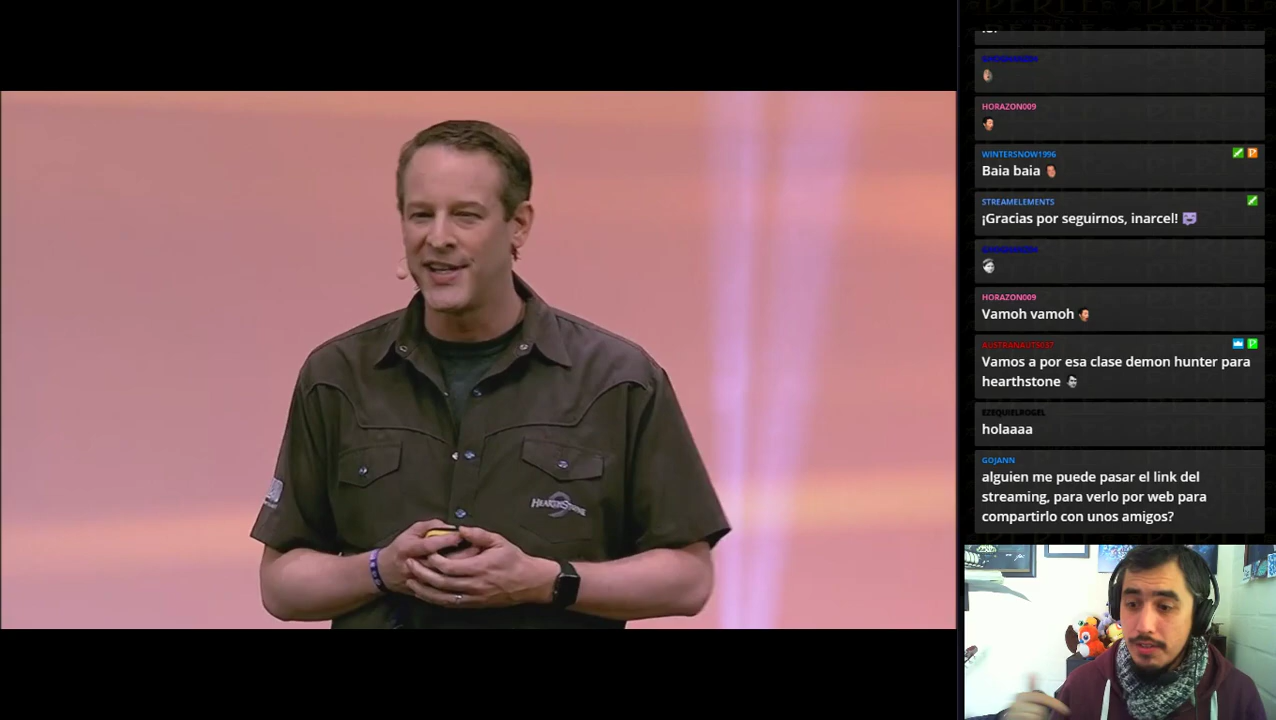 HEARTHSTONE
HORAZON009
WINTERSNOW1996
Baia baia
STREAMELEMENTS
¡Gracias por seguirnos, inarcel!
HORAZON009
Vamoh vamoh
Vamos a por esa clase demon hunter para
hearthstone
EZEQUIELROGEL
holaaaa
GOJANN
alguien me puede pasar el link del
streaming, para verlo por web para
compartirlo con unos amigos?